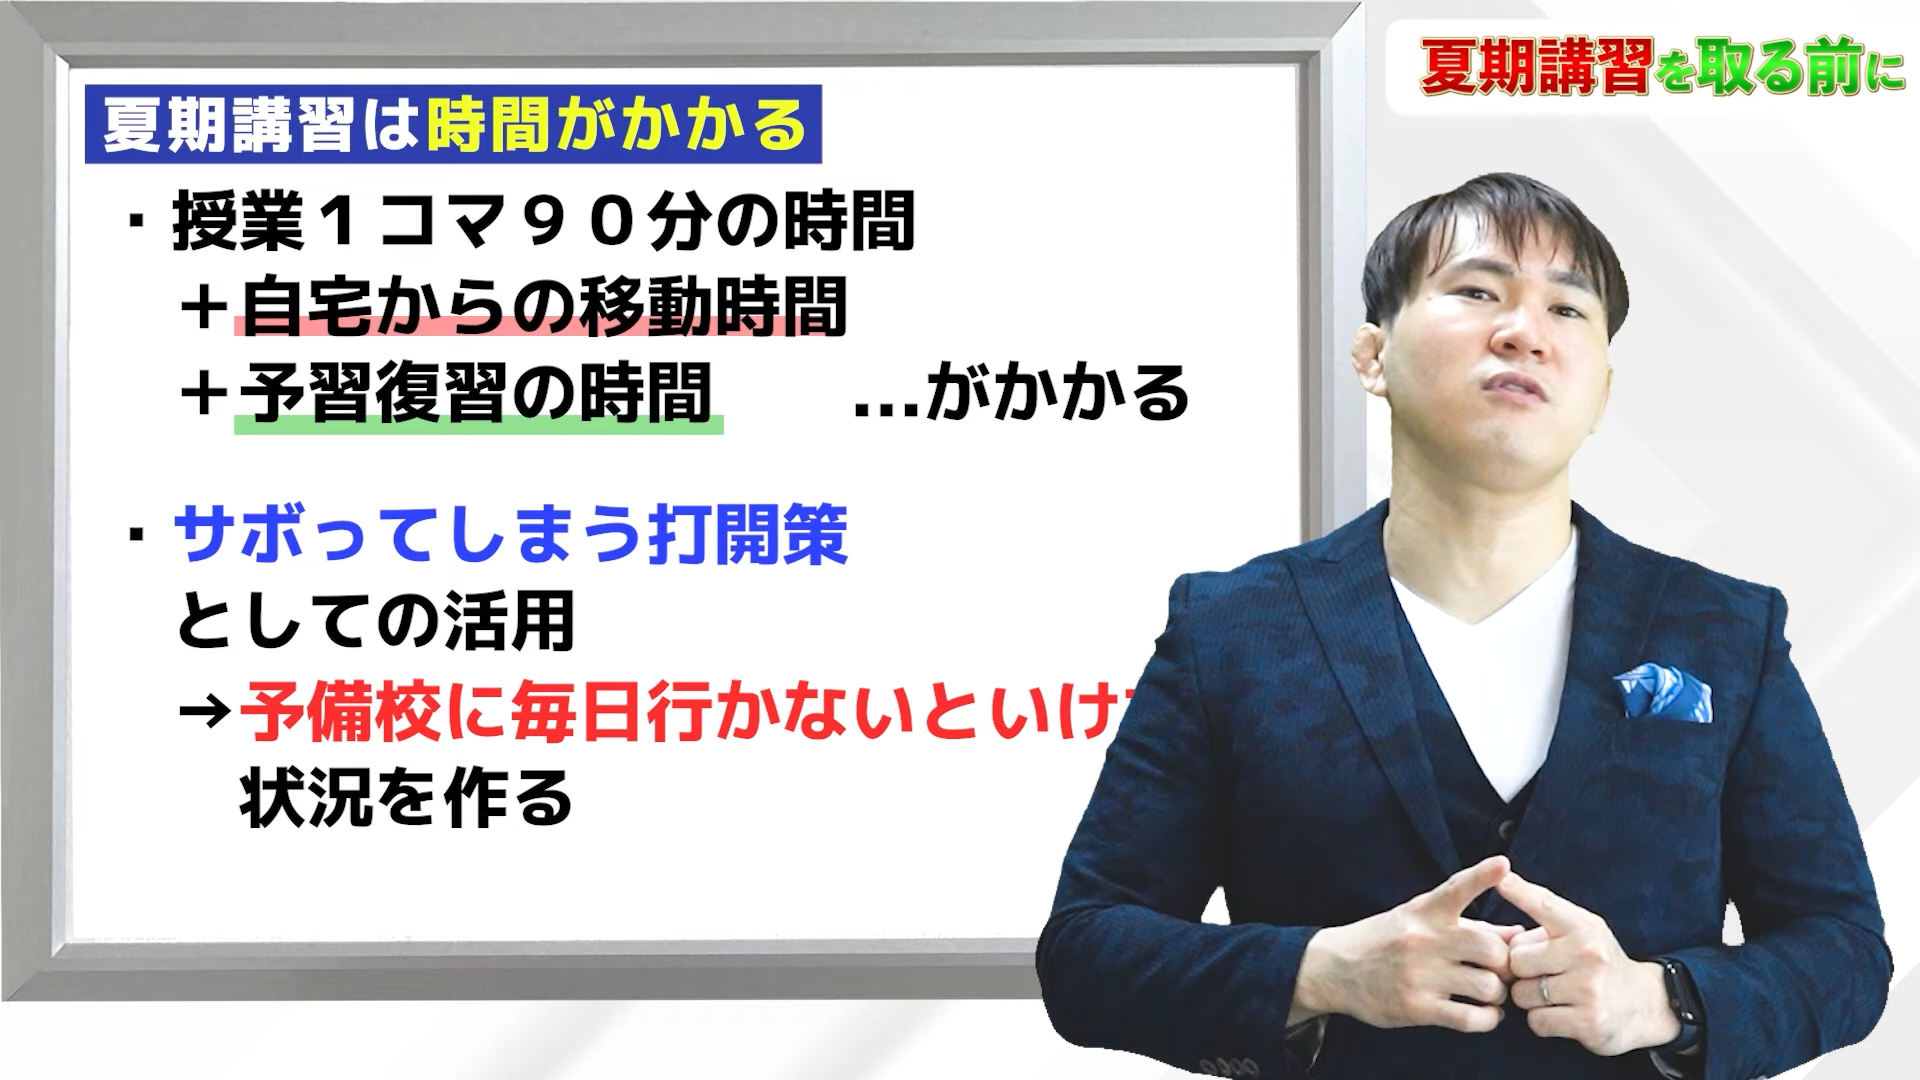 夏期講習を取る前に
夏期講習は時間がかかる
・授業１コマ９０分の時間
＋自宅からの移動時間
＋予習復習の時間　　…がかかる
・サボってしまう打開策
としての活用
→予備校に毎日行かないといけ
状況を作る